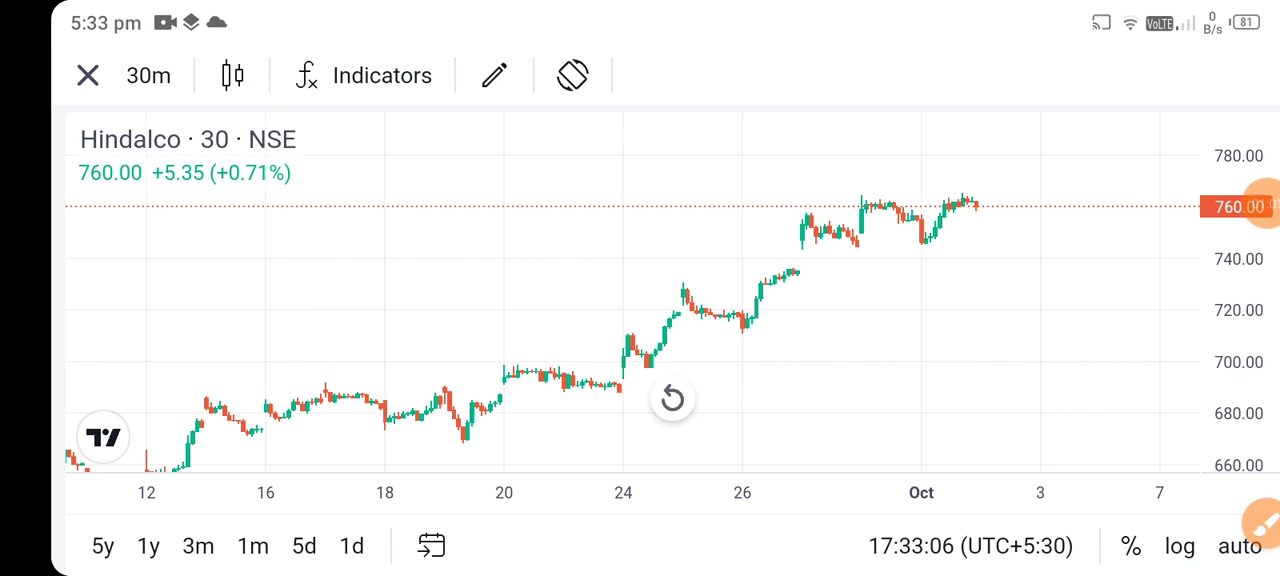 5:33 pm VoLTE 0 B/s 81
30m fx Indicators
Hindalco · 30 · NSE
760.00 +5.35 (+0.71%)
780.00
760.00
740.00
720.00
700.00
680.00
660.00
12 16 18 20 24 26 Oct 3 7
5y 1y 3m 1m 5d 1d 17:33:06 (UTC+5:30) % log auto